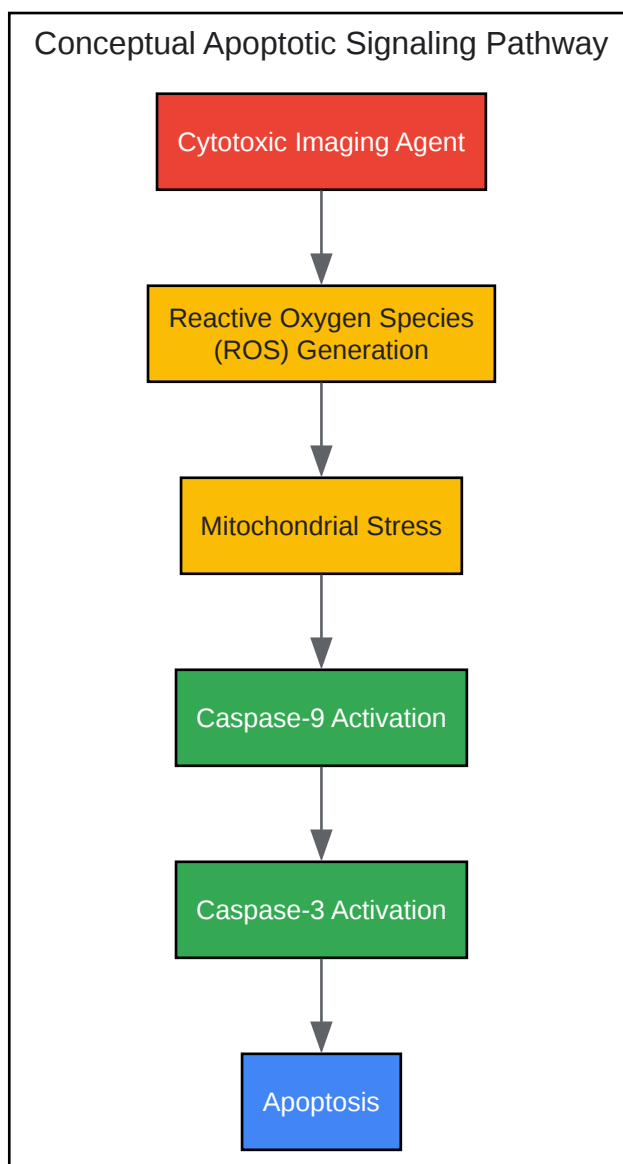 Conceptual Apoptotic Signaling Pathway
Cytotoxic Imaging Agent
Reactive Oxygen Species
(ROS) Generation
Mitochondrial Stress
Caspase-9 Activation
Caspase-3 Activation
Apoptosis